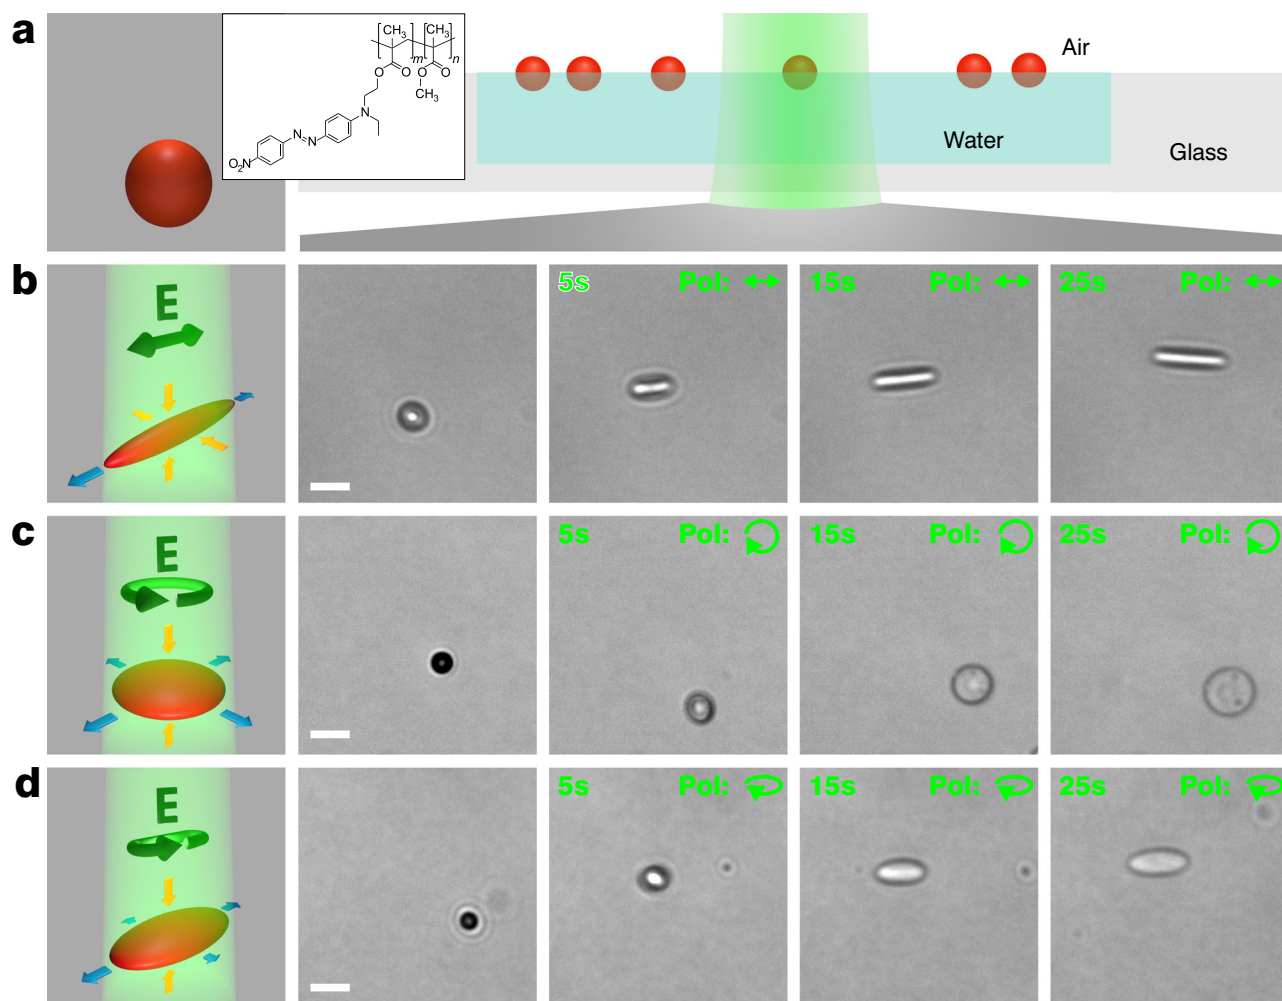 a
CH3 CH3
m n
O O O O
CH3
N
N
N
O2N
Air
Water
Glass
b
E
5s Pol:
15s Pol:
25s Pol:
c
E
5s Pol:
15s Pol:
25s Pol:
d
E
5s Pol:
15s Pol:
25s Pol: